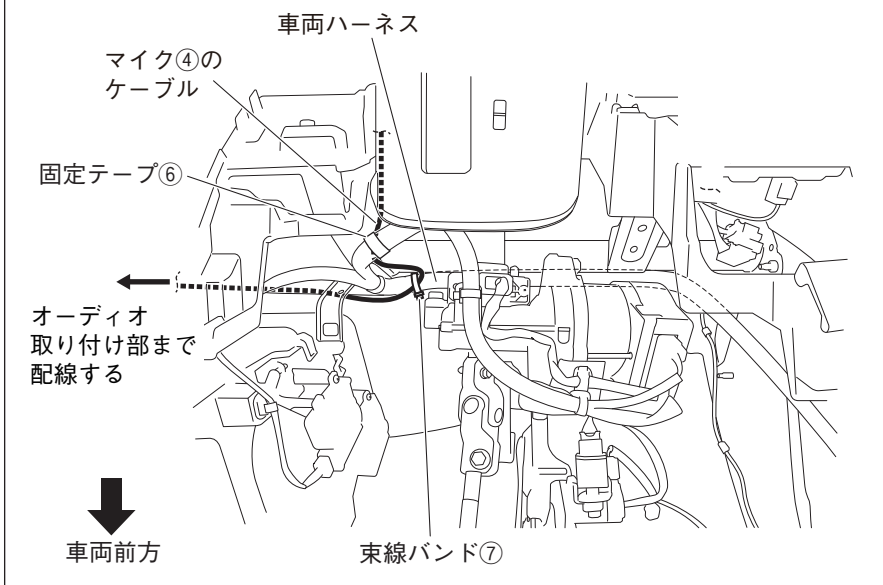 車両ハーネス
マイク④の
ケーブル
固定テープ⑥
オーディオ
取り付け部まで
配線する
車両前方
束線バンド⑦